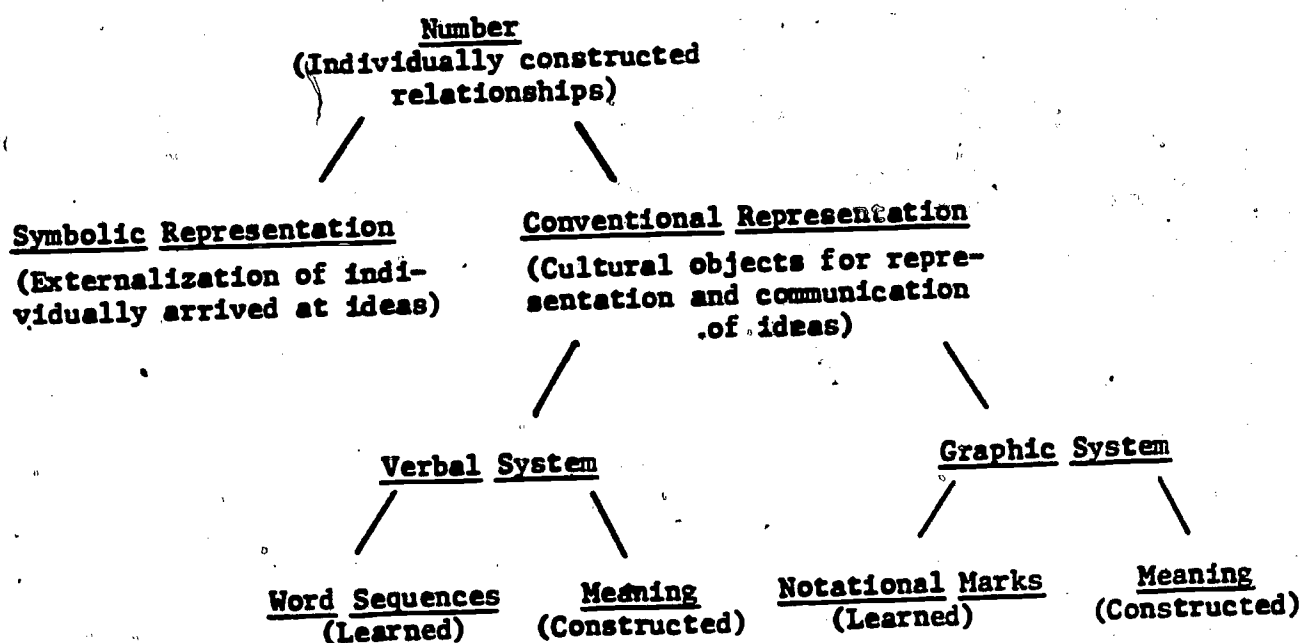 Number
(Individually constructed
relationships)
Symbolic Representation
(Externalization of indi-
vidually arrived at ideas)
Conventional Representation
(Cultural objects for repre-
sentation and communication
of ideas)
Verbal System
Graphic System
Word Sequences
(Learned)
Meaning
(Constructed)
Notational Marks
(Learned)
Meaning
(Constructed)